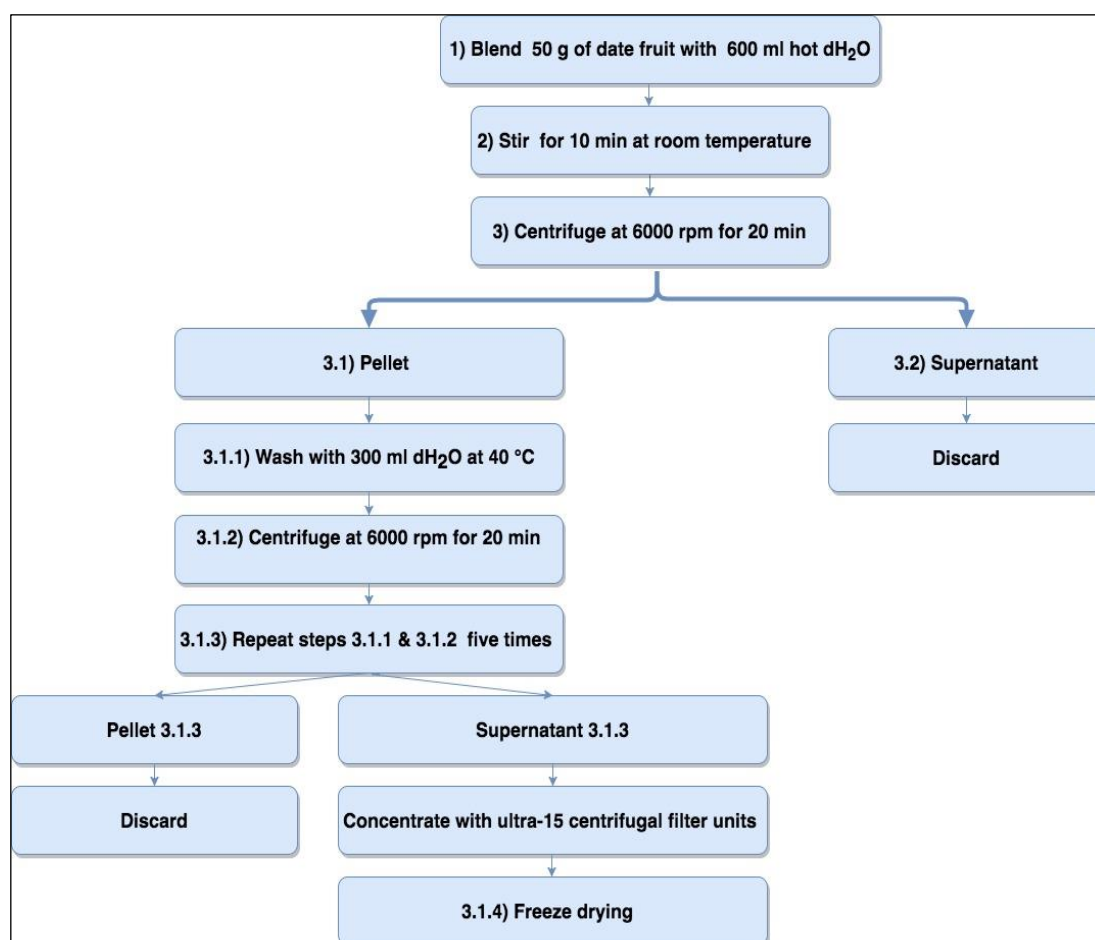 1) Blend 50 g of date fruit with 600 ml hot dH₂O
2) Stir for 10 min at room temperature
3) Centrifuge at 6000 rpm for 20 min
3.1) Pellet
3.2) Supernatant
3.1.1) Wash with 300 ml dH₂O at 40 °C
Discard
3.1.2) Centrifuge at 6000 rpm for 20 min
3.1.3) Repeat steps 3.1.1 & 3.1.2 five times
Pellet 3.1.3
Supernatant 3.1.3
Discard
Concentrate with ultra-15 centrifugal filter units
3.1.4) Freeze drying